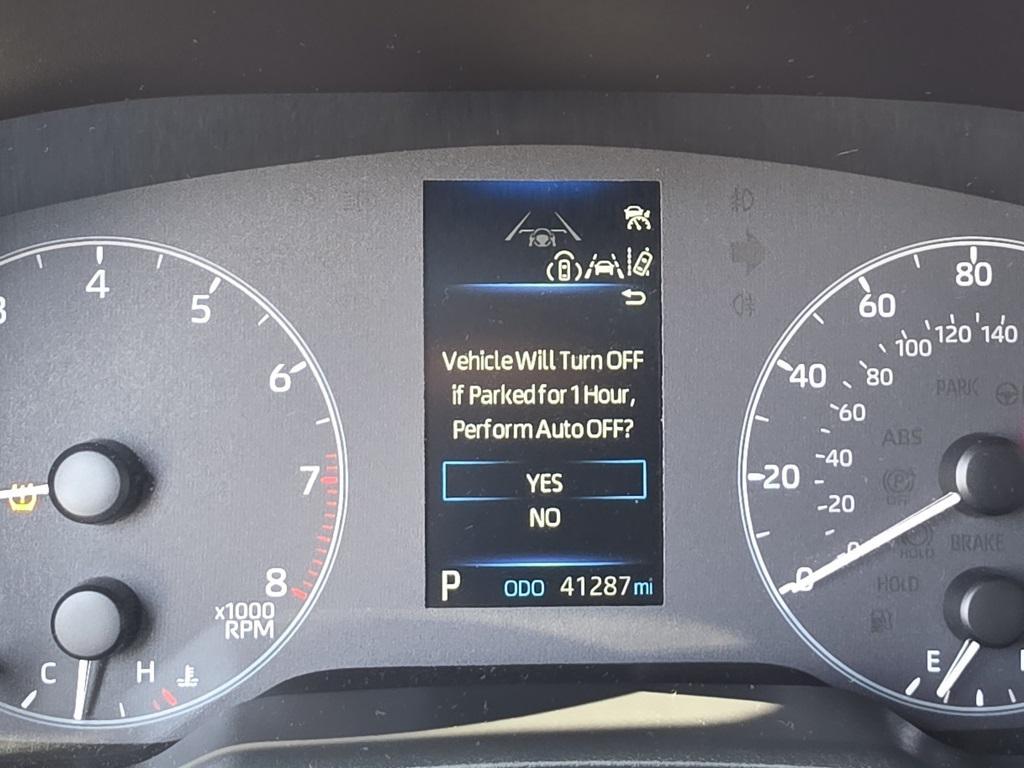 Vehicle Will Turn OFF
if Parked for 1 Hour,
Perform Auto OFF?
YES
NO
P ODO 41287 mi
4
5
6
7
8
x1000
RPM
C H
80
60
40
20
0
140
120
100
80
60
40
20
0
PARK
ABS
OFF
HOLD
BRAKE
HOLD
E